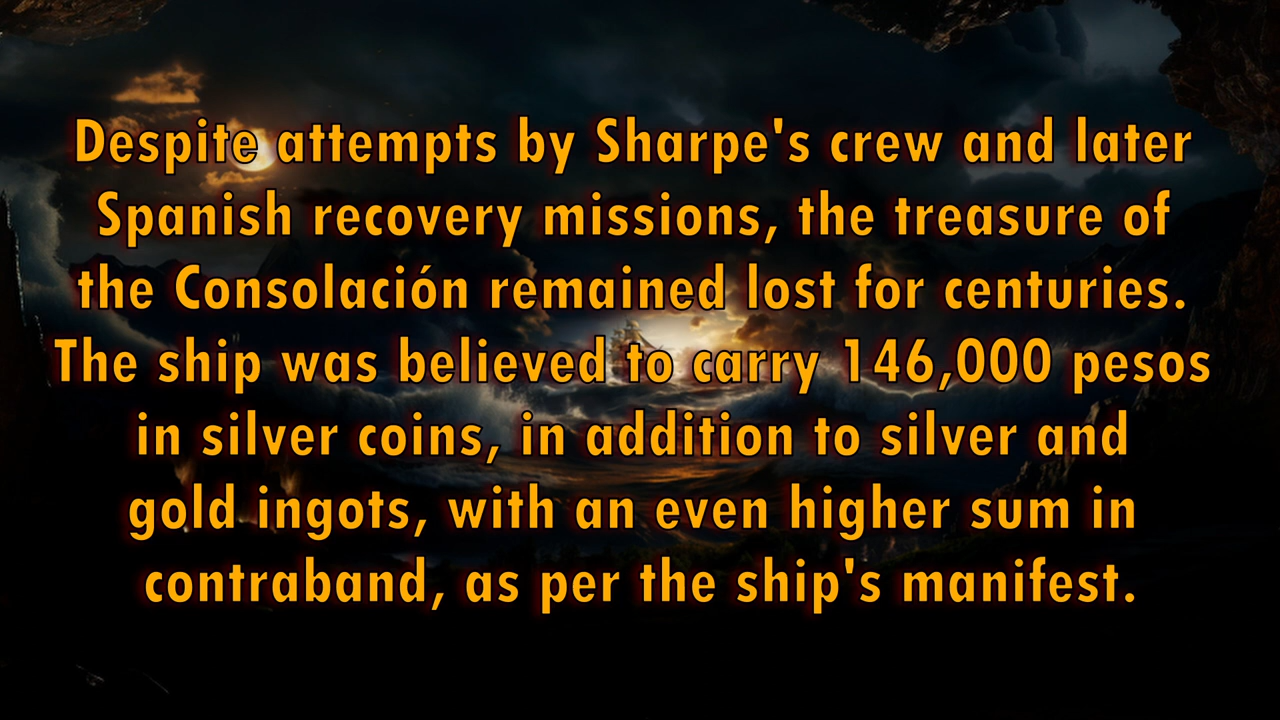 Despite attempts by Sharpe's crew and later
Spanish recovery missions, the treasure of
the Consolación remained lost for centuries.
The ship was believed to carry 146,000 pesos
in silver coins, in addition to silver and
gold ingots, with an even higher sum in
contraband, as per the ship's manifest.